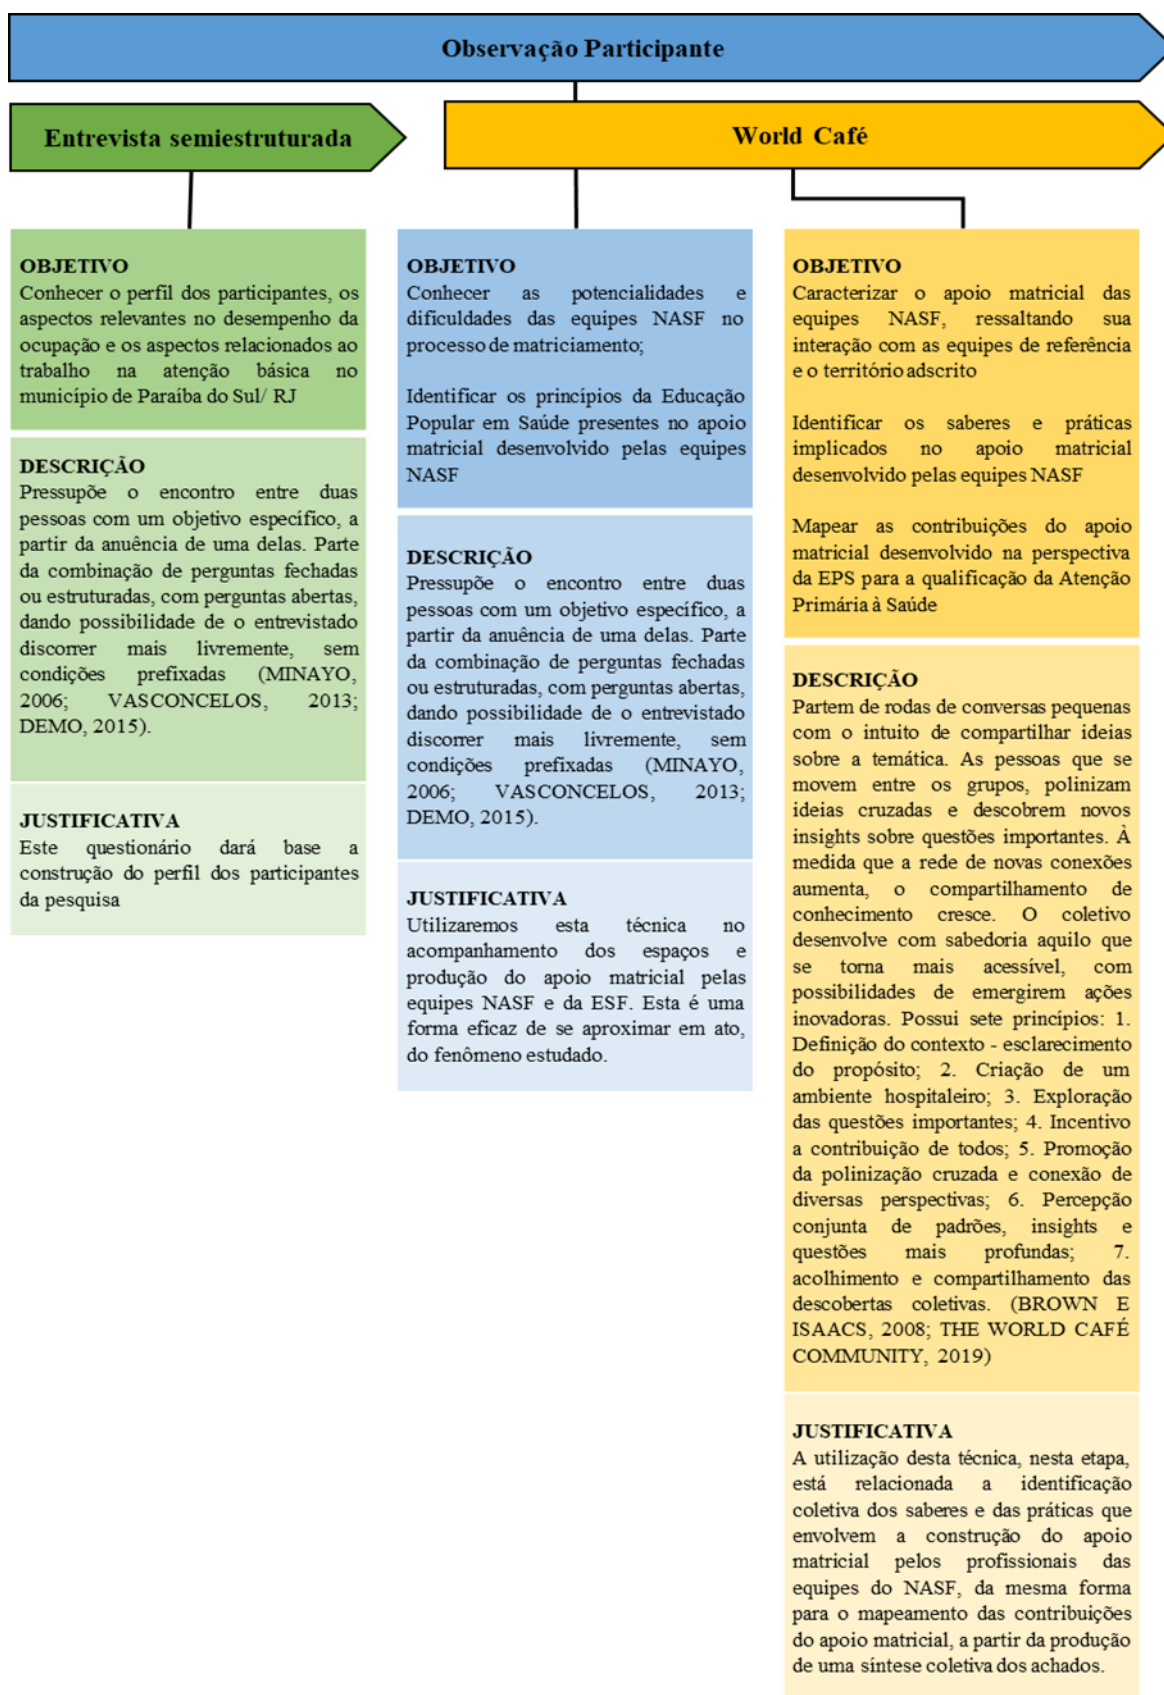 Observação Participante
Entrevista semiestruturada
World Café
OBJETIVO
Conhecer o perfil dos participantes, os
aspectos relevantes no desempenho da
ocupação e os aspectos relacionados ao
trabalho na atenção básica no
município de Paraíba do Sul/ RJ
DESCRIÇÃO
Pressupõe o encontro entre duas
pessoas com um objetivo específico, a
partir da anuência de uma delas. Parte
da combinação de perguntas fechadas
ou estruturadas, com perguntas abertas,
dando possibilidade de o entrevistado
discorrer mais livremente, sem
condições prefixadas (MINAYO,
2006; VASCONCELOS, 2013;
DEMO, 2015).
JUSTIFICATIVA
Este questionário dará base a
construção do perfil dos participantes
da pesquisa
OBJETIVO
Conhecer as potencialidades e
dificuldades das equipes NASF no
processo de matriciamento;
Identificar os princípios da Educação
Popular em Saúde presentes no apoio
matricial desenvolvido pelas equipes
NASF
DESCRIÇÃO
Pressupõe o encontro entre duas
pessoas com um objetivo específico, a
partir da anuência de uma delas. Parte
da combinação de perguntas fechadas
ou estruturadas, com perguntas abertas,
dando possibilidade de o entrevistado
discorrer mais livremente, sem
condições prefixadas (MINAYO,
2006; VASCONCELOS, 2013;
DEMO, 2015).
JUSTIFICATIVA
Utilizaremos esta técnica no
acompanhamento dos espaços e
produção do apoio matricial pelas
equipes NASF e da ESF. Esta é uma
forma eficaz de se aproximar em ato,
do fenômeno estudado.
OBJETIVO
Caracterizar o apoio matricial das
equipes NASF, ressaltando sua
interação com as equipes de referência
e o território adscrito
Identificar os saberes e práticas
implicados no apoio matricial
desenvolvido pelas equipes NASF
Mapear as contribuições do apoio
matricial desenvolvido na perspectiva
da EPS para a qualificação da Atenção
Primária à Saúde
DESCRIÇÃO
Partem de rodas de conversas pequenas
com o intuito de compartilhar ideias
sobre a temática. As pessoas que se
movem entre os grupos, polinizam
ideias cruzadas e descobrem novos
insights sobre questões importantes. À
medida que a rede de novas conexões
aumenta, o compartilhamento de
conhecimento cresce. O coletivo
desenvolve com sabedoria aquilo que
se torna mais acessível, com
possibilidades de emergirem ações
inovadoras. Possui sete princípios: 1.
Definição do contexto - esclarecimento
do propósito; 2. Criação de um
ambiente hospitaleiro; 3. Exploração
das questões importantes; 4. Incentivo
a contribuição de todos; 5. Promoção
da polinização cruzada e conexão de
diversas perspectivas; 6. Percepção
conjunta de padrões, insights e
questões mais profundas; 7.
acolhimento e compartilhamento das
descobertas coletivas. (BROWN E
ISAACS, 2008; THE WORLD CAFÉ
COMMUNITY, 2019)
JUSTIFICATIVA
A utilização desta técnica, nesta etapa,
está relacionada a identificação
coletiva dos saberes e das práticas que
envolvem a construção do apoio
matricial pelos profissionais das
equipes do NASF, da mesma forma
para o mapeamento das contribuições
do apoio matricial, a partir da produção
de uma síntese coletiva dos achados.